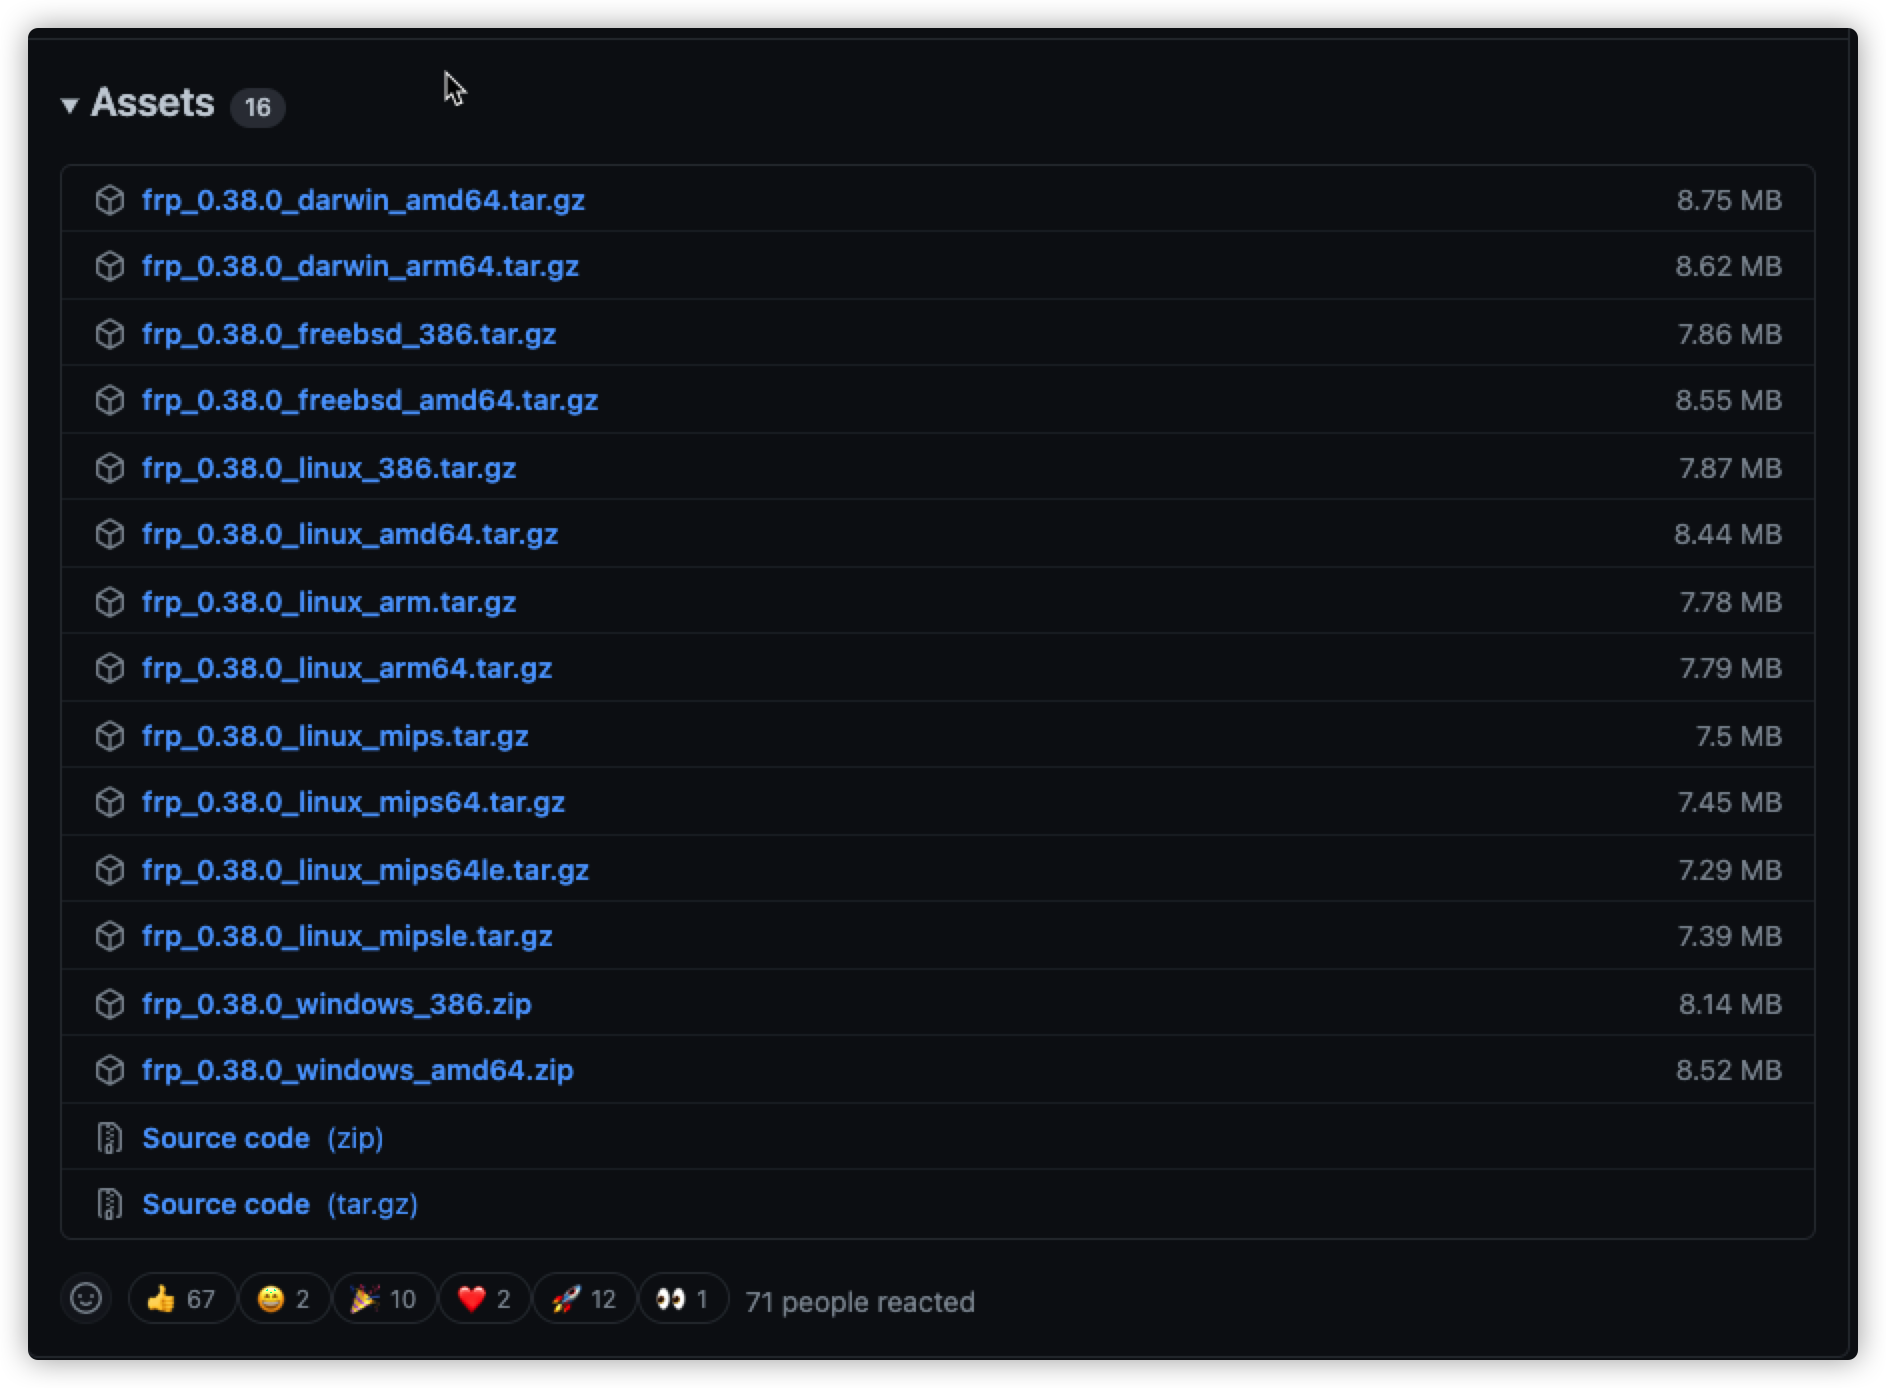 Assets 16
frp_0.38.0_darwin_amd64.tar.gz 8.75 MB
frp_0.38.0_darwin_arm64.tar.gz 8.62 MB
frp_0.38.0_freebsd_386.tar.gz 7.86 MB
frp_0.38.0_freebsd_amd64.tar.gz 8.55 MB
frp_0.38.0_linux_386.tar.gz 7.87 MB
frp_0.38.0_linux_amd64.tar.gz 8.44 MB
frp_0.38.0_linux_arm.tar.gz 7.78 MB
frp_0.38.0_linux_arm64.tar.gz 7.79 MB
frp_0.38.0_linux_mips.tar.gz 7.5 MB
frp_0.38.0_linux_mips64.tar.gz 7.45 MB
frp_0.38.0_linux_mips64le.tar.gz 7.29 MB
frp_0.38.0_linux_mipsle.tar.gz 7.39 MB
frp_0.38.0_windows_386.zip 8.14 MB
frp_0.38.0_windows_amd64.zip 8.52 MB
Source code (zip)
Source code (tar.gz)
67 2 10 2 12 1 71 people reacted